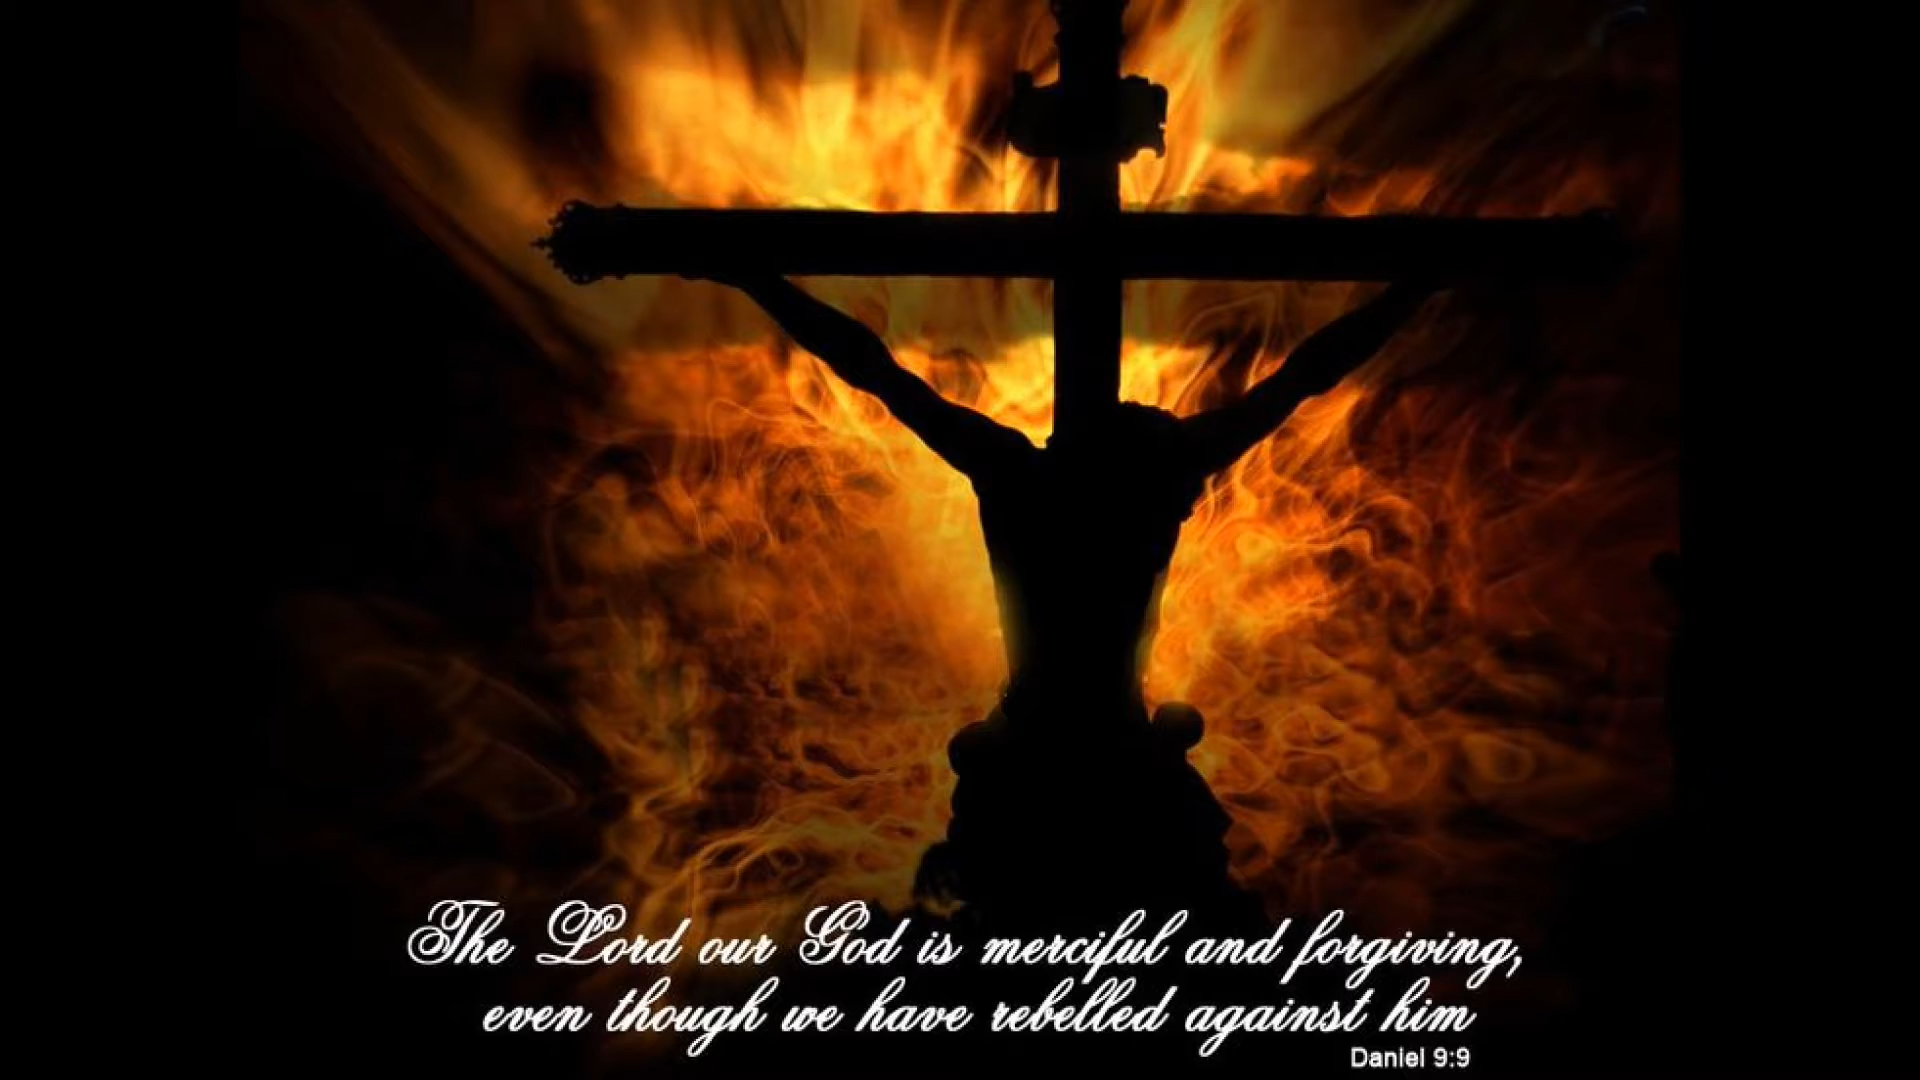 The Lord our God is merciful and forgiving,
even though we have rebelled against him
Daniel 9:9